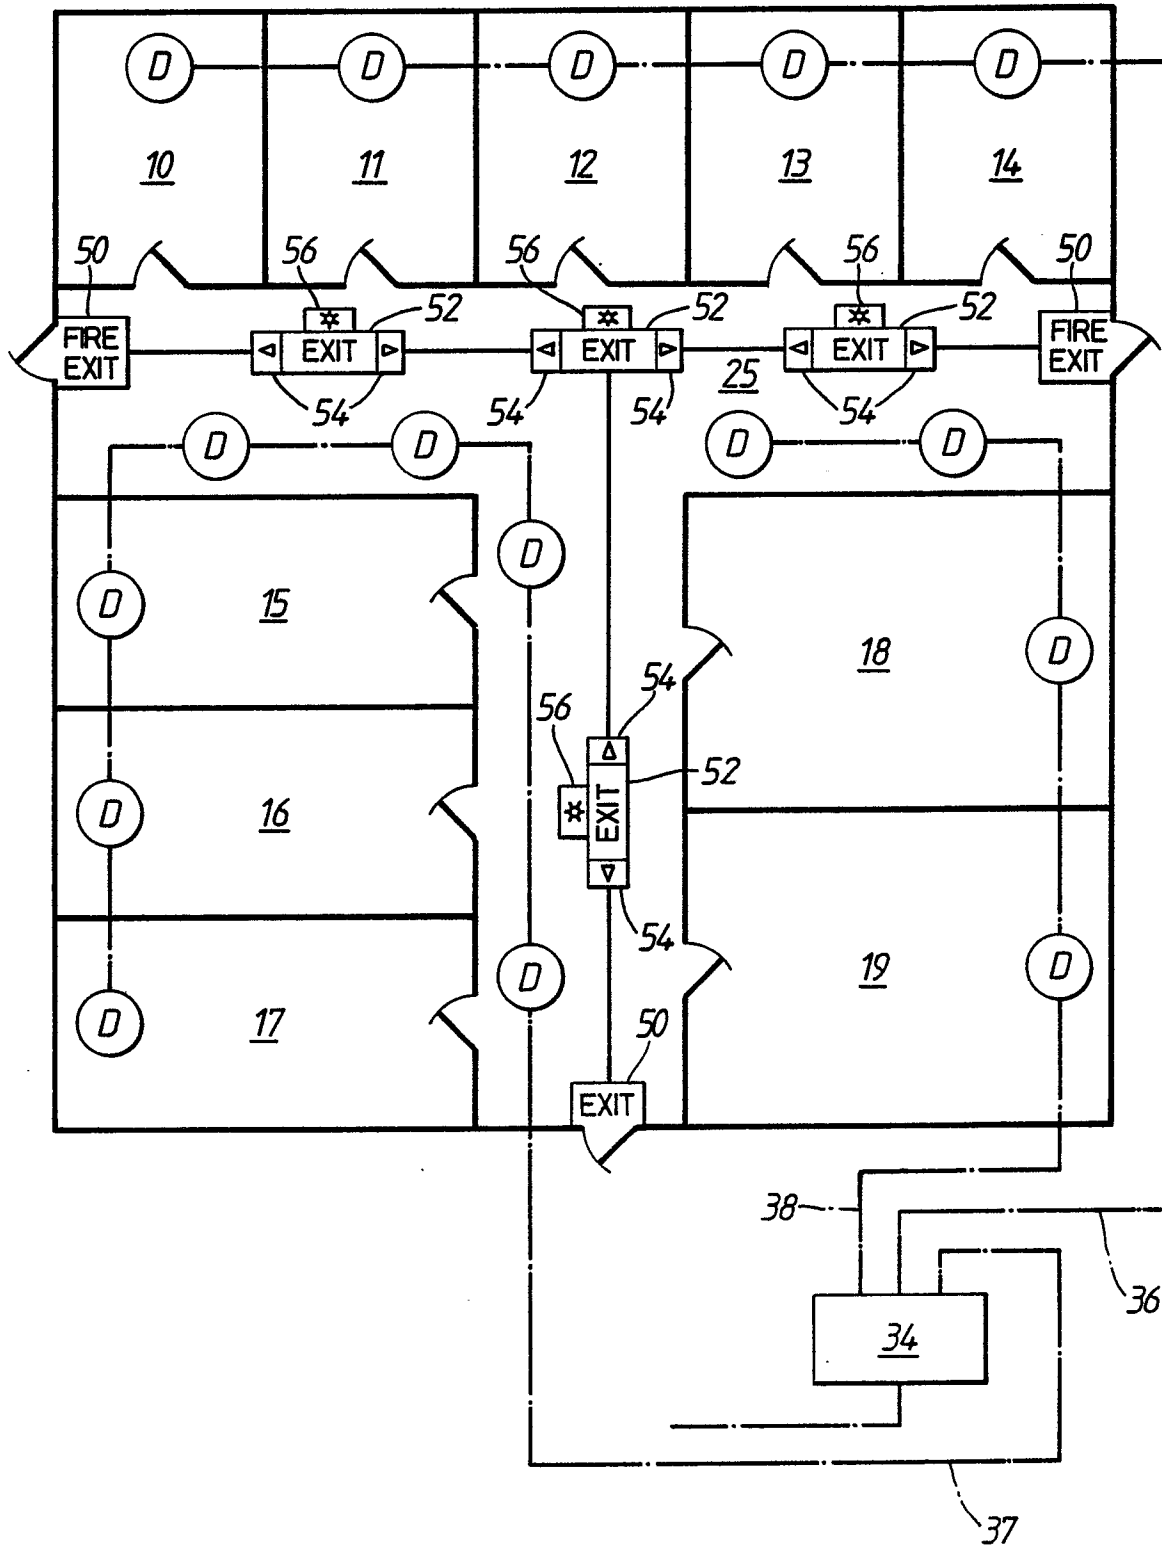 D D D D D
10 11 12 13 14
50 56 56 56 50
52 52 52
FIRE EXIT
EXIT
EXIT
EXIT
FIRE EXIT
25
54 54 54 54
D D D D
D
D 15
18 D
54
56
52
EXIT
D 16
54
D
19 D
D 17
50
EXIT
38
36
34
37